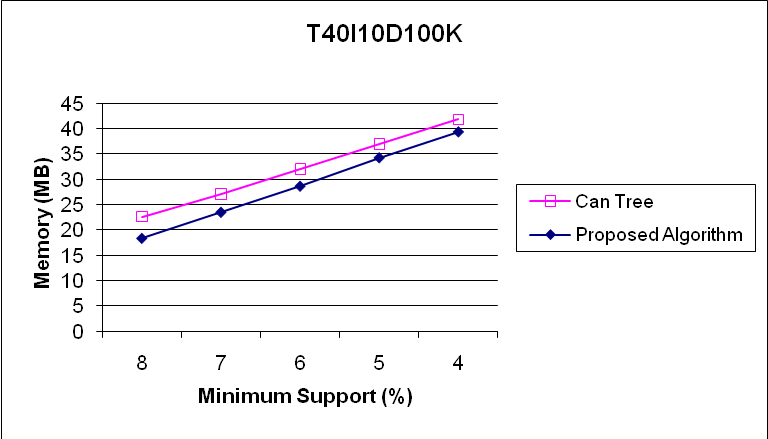 T40I10D100K
45
40
35
30
25
20
15
10
5
0
Memory (MB)
8 7 6 5 4
Minimum Support (%)
Can Tree
Proposed Algorithm